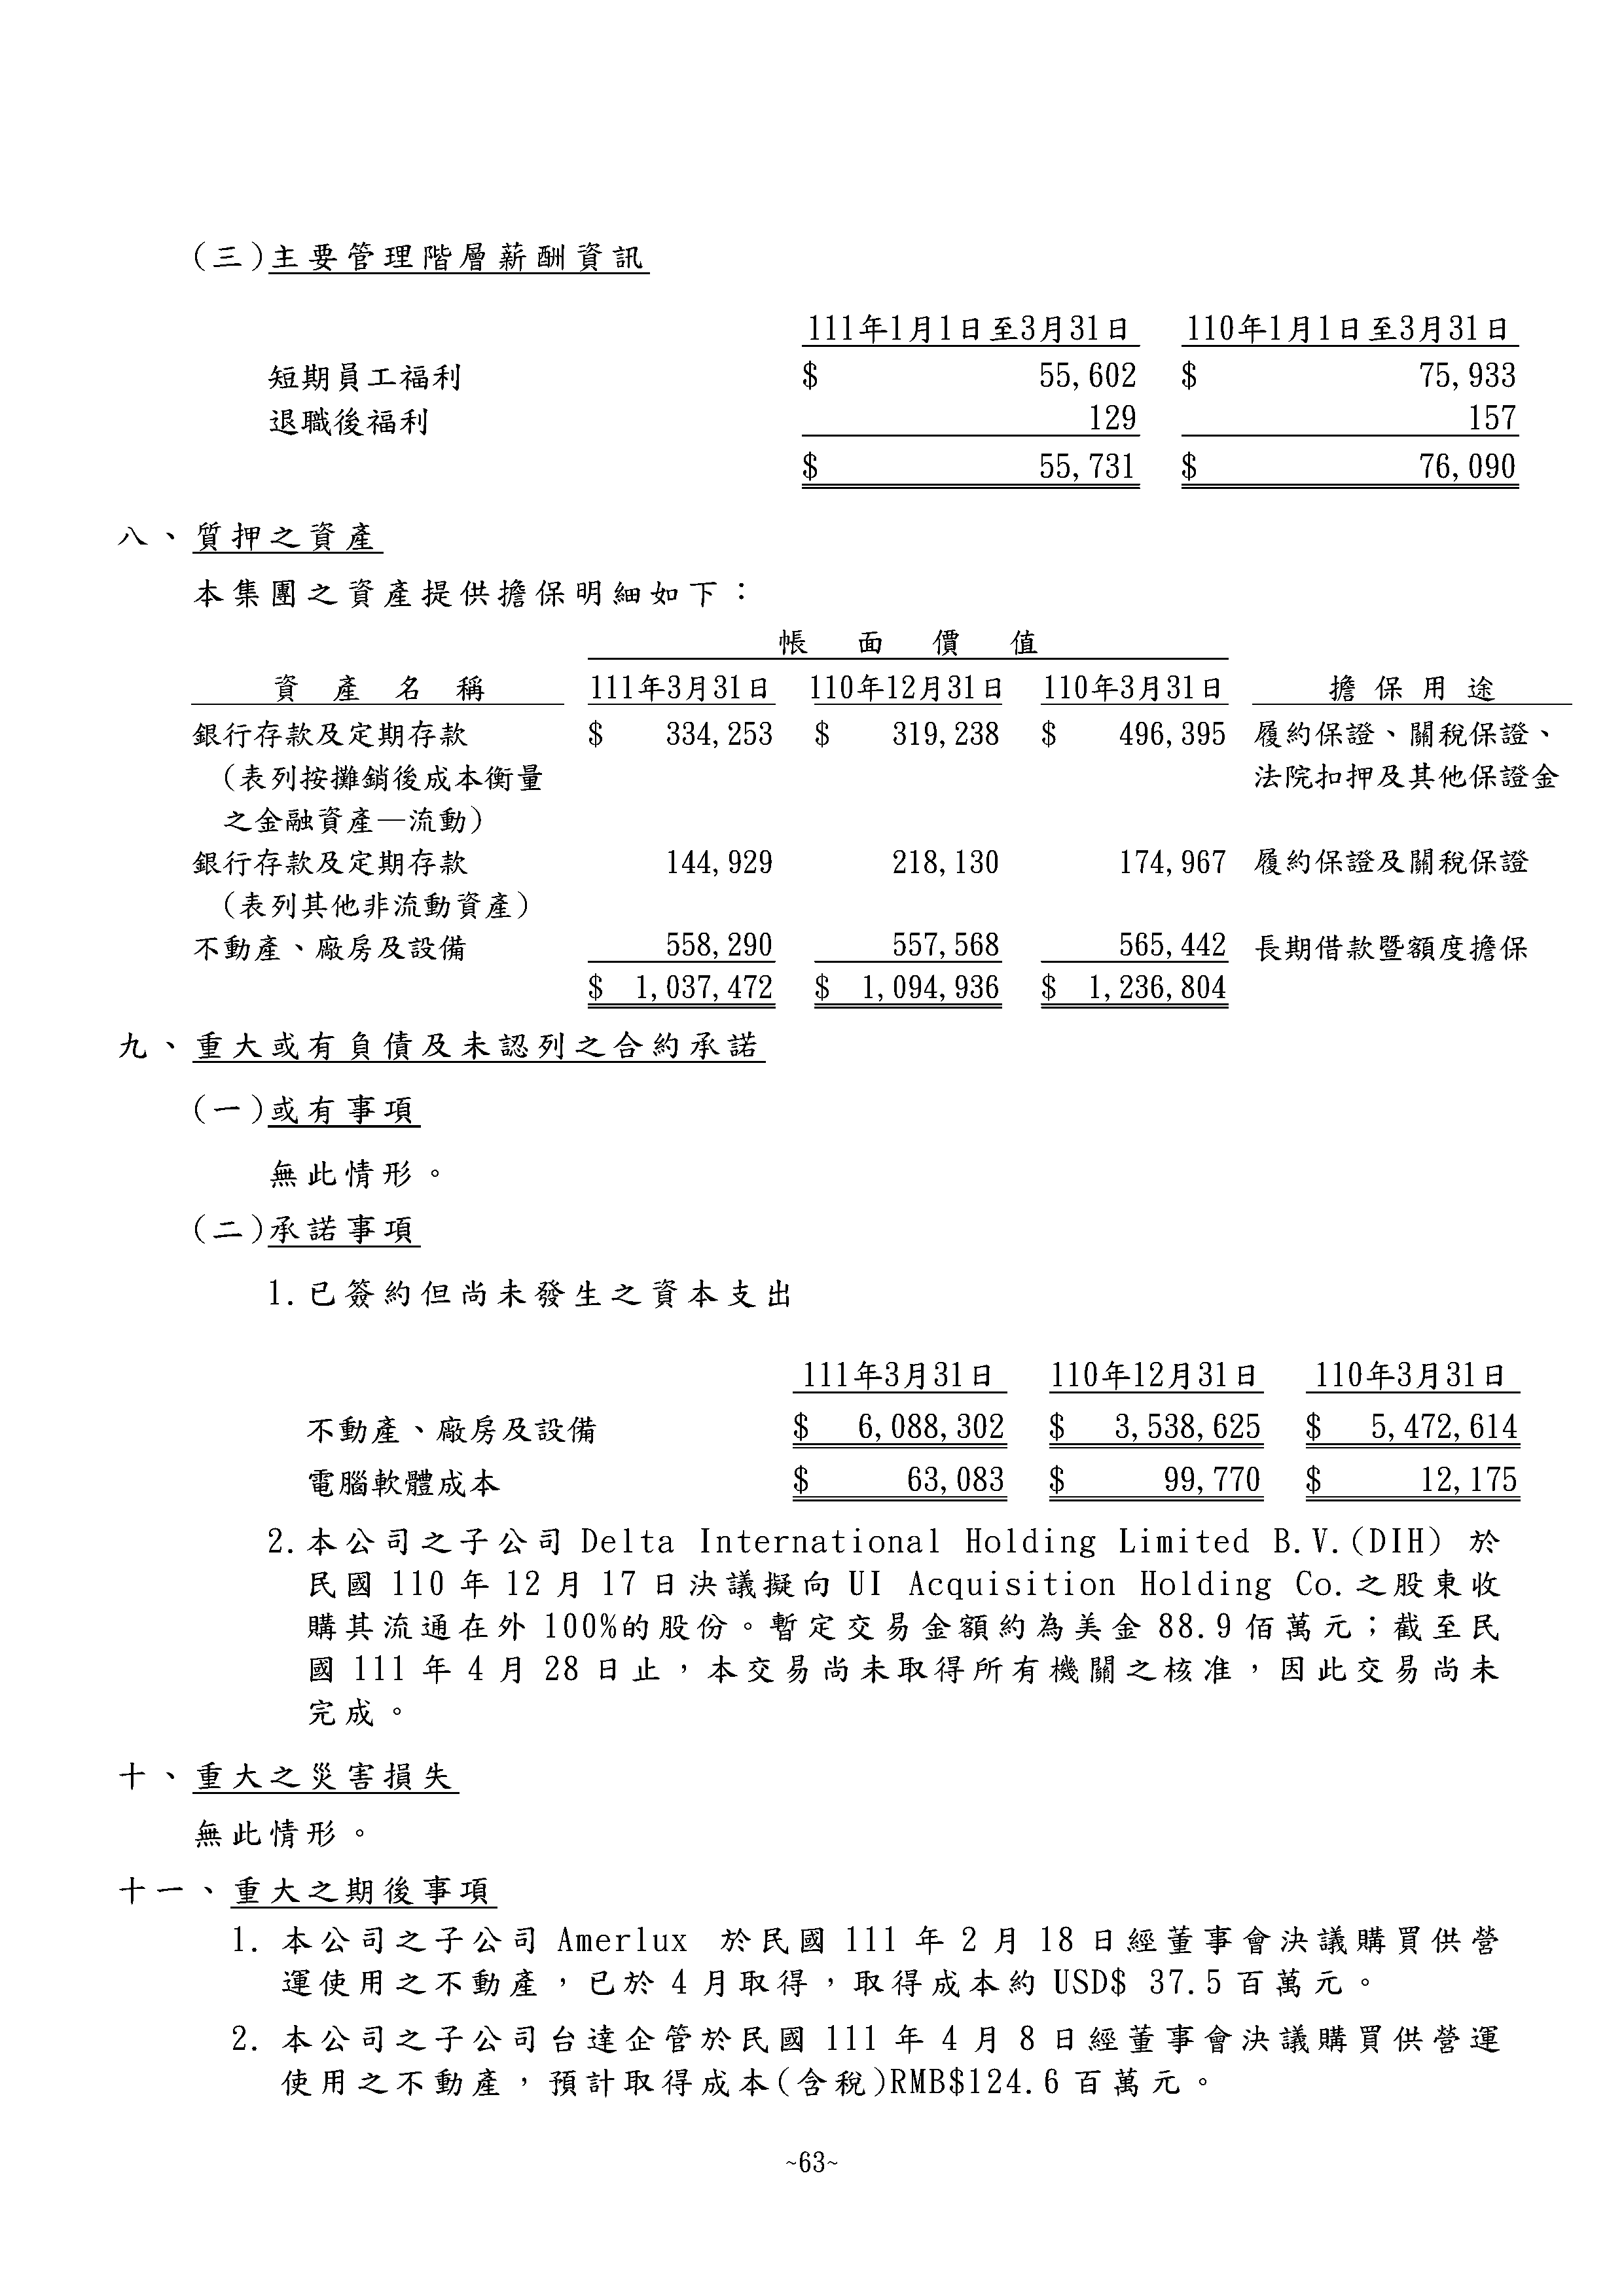 (三)主要管理階層薪酬資訊
111年1月1日至3月31日 110年1月1日至3月31日
短期員工福利 $ 55,602 $ 75,933
退職後福利 129 157
$ 55,731 $ 76,090
八、質押之資產
本集團之資產提供擔保明細如下：
帳面價值
資產名稱 111年3月31日 110年12月31日 110年3月31日 擔保用途
銀行存款及定期存款 $ 334,253 $ 319,238 $ 496,395 履約保證、關稅保證、
(表列按攤銷後成本衡量 法院扣押及其他保證金
之金融資產—流動)
銀行存款及定期存款 144,929 218,130 174,967 履約保證及關稅保證
(表列其他非流動資產)
不動產、廠房及設備 558,290 557,568 565,442 長期借款暨額度擔保
$ 1,037,472 $ 1,094,936 $ 1,236,804
九、重大或有負債及未認列之合約承諾
(一)或有事項
無此情形。
(二)承諾事項
1.已簽約但尚未發生之資本支出
111年3月31日 110年12月31日 110年3月31日
不動產、廠房及設備 $ 6,088,302 $ 3,538,625 $ 5,472,614
電腦軟體成本 $ 63,083 $ 99,770 $ 12,175
2.本公司之子公司 Delta International Holding Limited B.V.(DIH) 於
民國 110 年 12 月 17 日決議擬向 UI Acquisition Holding Co.之股東收
購其流通在外 100%的股份。暫定交易金額約為美金 88.9 佰萬元；截至民
國 111 年 4 月 28 日止，本交易尚未取得所有機關之核准，因此交易尚未
完成。
十、重大之災害損失
無此情形。
十一、重大之期後事項
1. 本公司之子公司 Amerlux 於民國 111 年 2 月 18 日經董事會決議購買供營
運使用之不動產，已於 4 月取得，取得成本約 USD$ 37.5 百萬元。
2. 本公司之子公司台達企管於民國 111 年 4 月 8 日經董事會決議購買供營運
使用之不動產，預計取得成本(含稅)RMB$124.6 百萬元。
~63~